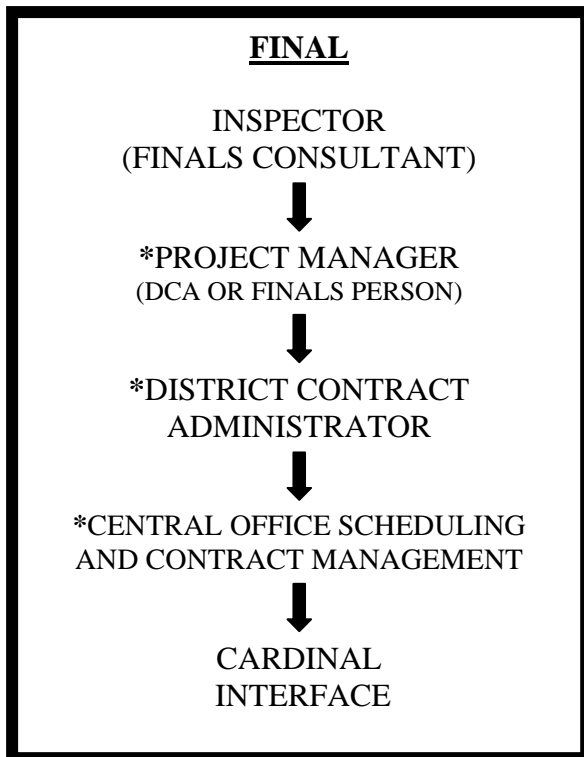 FINAL
INSPECTOR
(FINALS CONSULTANT)
*PROJECT MANAGER
(DCA OR FINALS PERSON)
*DISTRICT CONTRACT
ADMINISTRATOR
*CENTRAL OFFICE SCHEDULING
AND CONTRACT MANAGEMENT
CARDINAL
INTERFACE